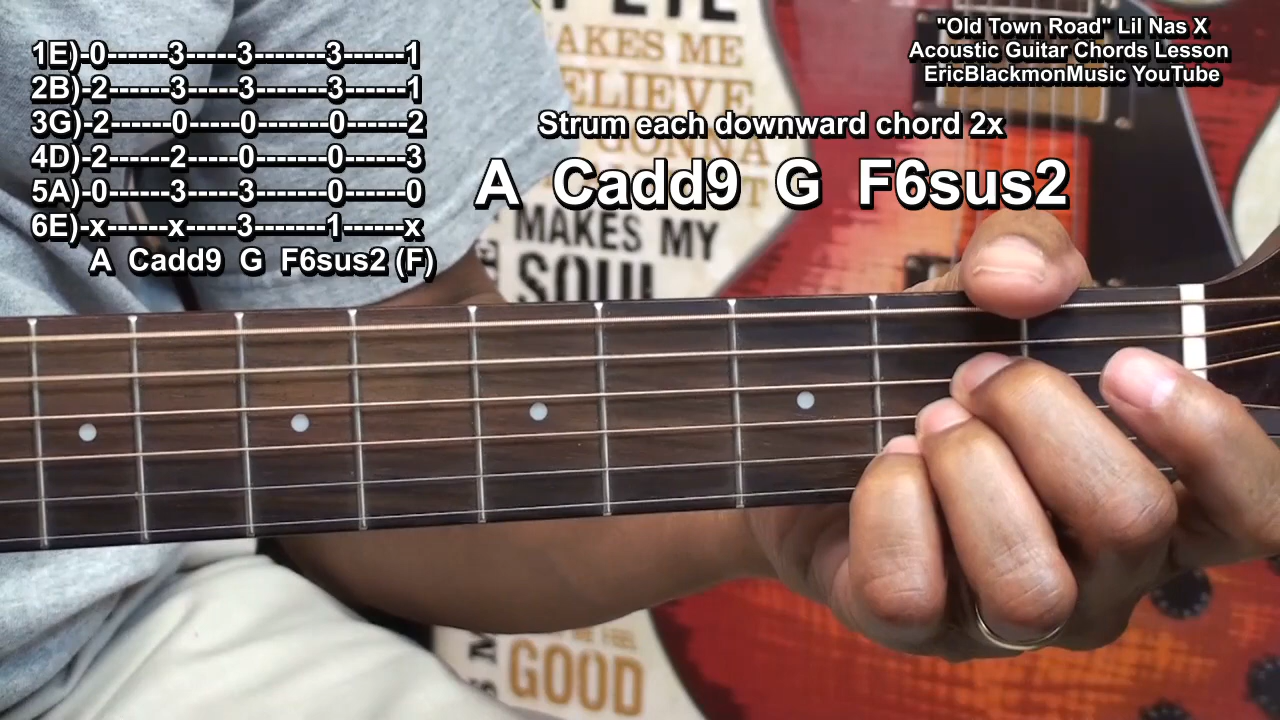 1E)-0------3-----3-------3------1
2B)-2------3-----3-------3------1
3G)-2------0-----0-------0------2
4D)-2------2-----0-------0------3
5A)-0------3-----3-------0------0
6E)-x------x-----3-------1------x
A Cadd9 G F6sus2 (F)
"Old Town Road" Lil Nas X
Acoustic Guitar Chords Lesson
EricBlackmonMusic YouTube
Strum each downward chord 2x
A Cadd9 G F6sus2
MAKES ME
BELIEVE
GONNA
MAKES MY
SOUL
ME FEEL
GOOD